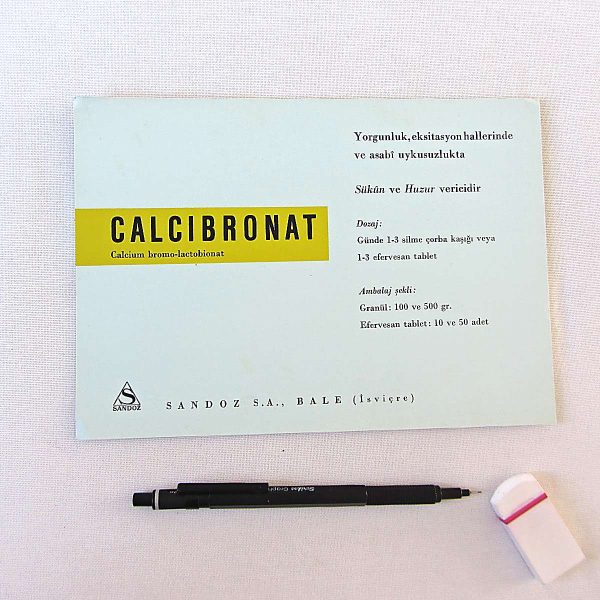 Yorgunluk, eksitasyon hallerinde
ve asabî uykusuzlukta
Sükûn ve Huzur vericidir
CALCIBRONAT
Calcium bromo-lactobionat
Dozaj:
Günde 1-3 silme çorba kaşığı veya
1-3 efervesan tablet
Ambalaj şekli:
Granül: 100 ve 500 gr.
Efervesan tablet: 10 ve 50 adet
S
SANDOZ
SANDOZ S.A., BALE (İsviçre)